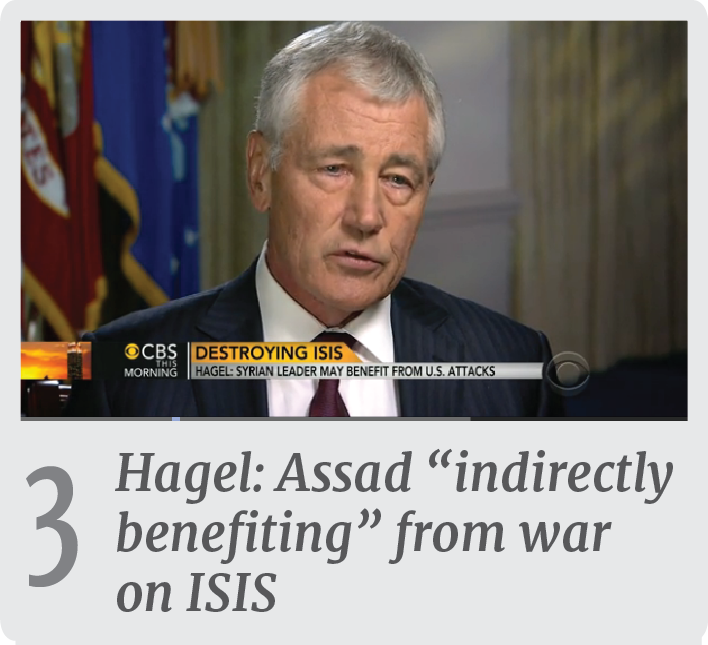 ES
CBS
THIS
MORNING
DESTROYING ISIS
HAGEL: SYRIAN LEADER MAY BENEFIT FROM U.S. ATTACKS
3
Hagel: Assad “indirectly
benefiting” from war
on ISIS